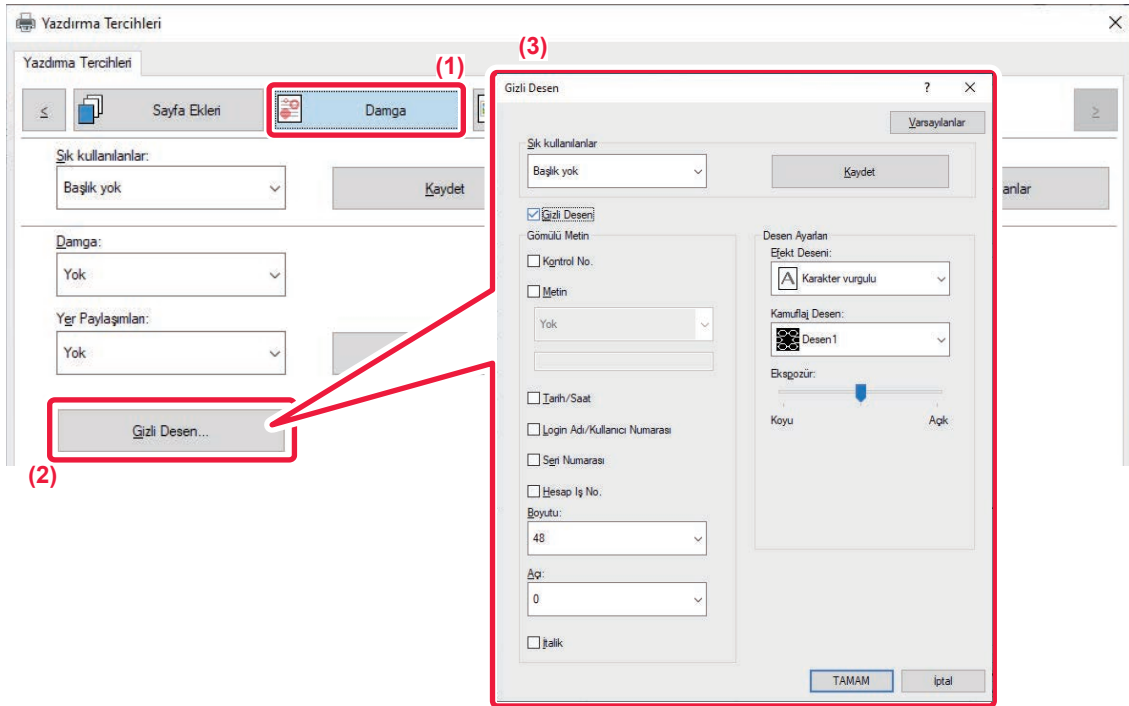 Yazdırma Tercihleri
Yazdırma Tercihleri
(1)
(3)
≤
Sayfa Ekleri
Damga
≥
Sık kullanılanlar:
Başlık yok
Kaydet
anlar
Damga:
Yok
Yer Paylaşımları:
Yok
Gizli Desen...
(2)
Gizli Desen
?
Varsayılanlar
Sık kullanılanlar
Başlık yok
Kaydet
Gizli Desen
Gömülü Metin
Kontrol No.
Metin
Yok
Tarih/Saat
Login Adı/Kullanıcı Numarası
Seri Numarası
Hesap Iş No.
Boyutu:
48
Açı:
0
İtalik
Desen Ayarları
Efekt Deseni:
A Karakter vurgulu
Kamuflaj Desen:
Desen1
Ekspozür:
Koyu Açık
TAMAM
İptal